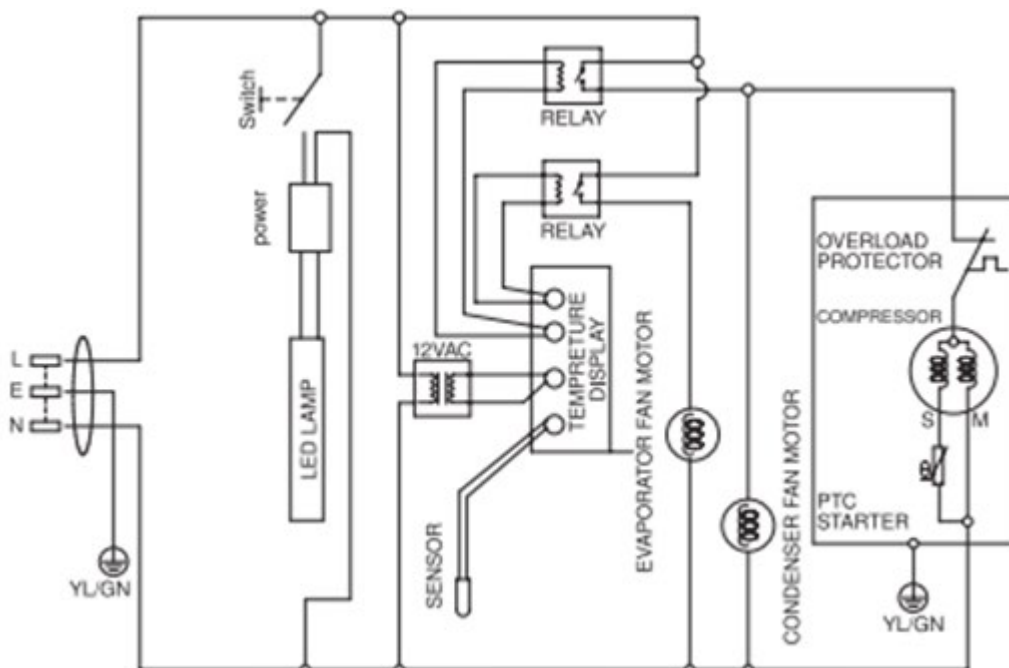 Switch
power
L
E
N
YL/GN
LED LAMP
RELAY
RELAY
12VAC
TEMPRETURE
DISPLAY
SENSOR
EVAPORATOR FAN MOTOR
CONDENSER FAN MOTOR
OVERLOAD
PROTECTOR
COMPRESSOR
S
M
PTC
STARTER
YL/GN